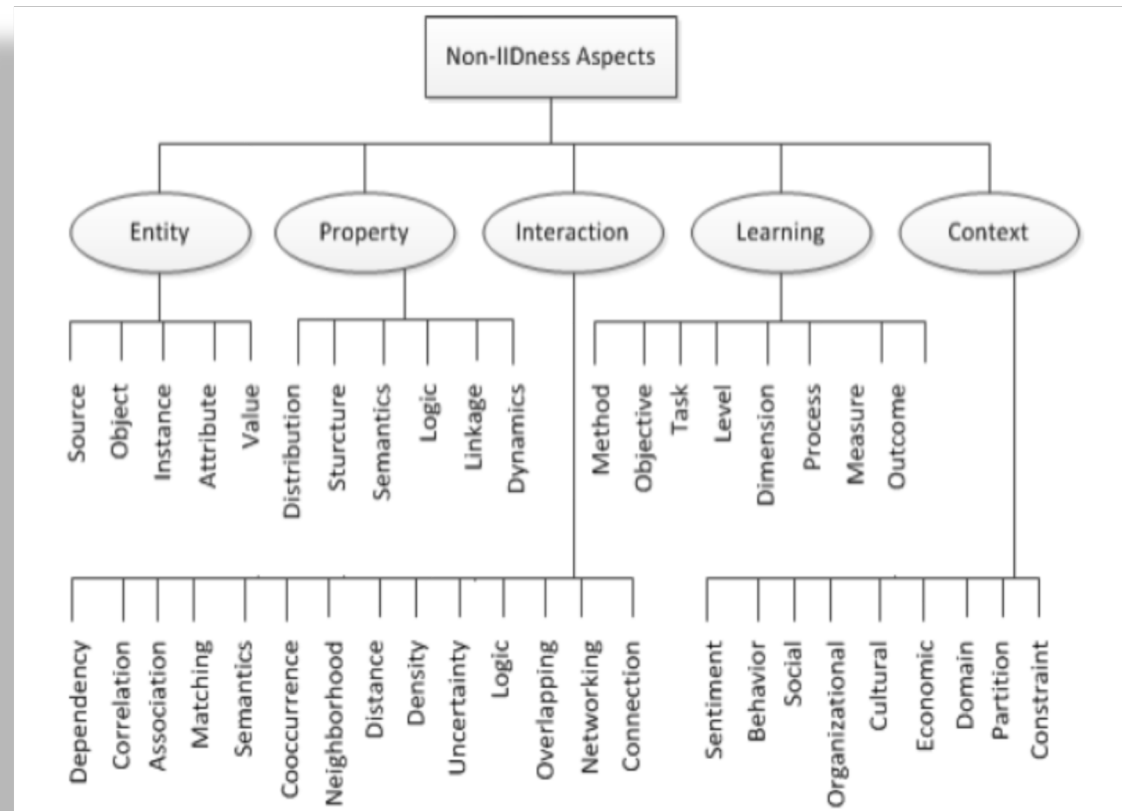 Non-IIDness Aspects
Entity
Property
Interaction
Learning
Context
Source
Object
Instance
Attribute
Value
Distribution
Sturcture
Semantics
Logic
Linkage
Dynamics
Method
Objective
Task
Level
Dimension
Process
Measure
Outcome
Dependency
Correlation
Association
Matching
Semantics
Cooccurrence
Neighborhood
Distance
Density
Uncertainty
Logic
Overlapping
Networking
Connection
Sentiment
Behavior
Social
Organizational
Cultural
Economic
Domain
Partition
Constraint